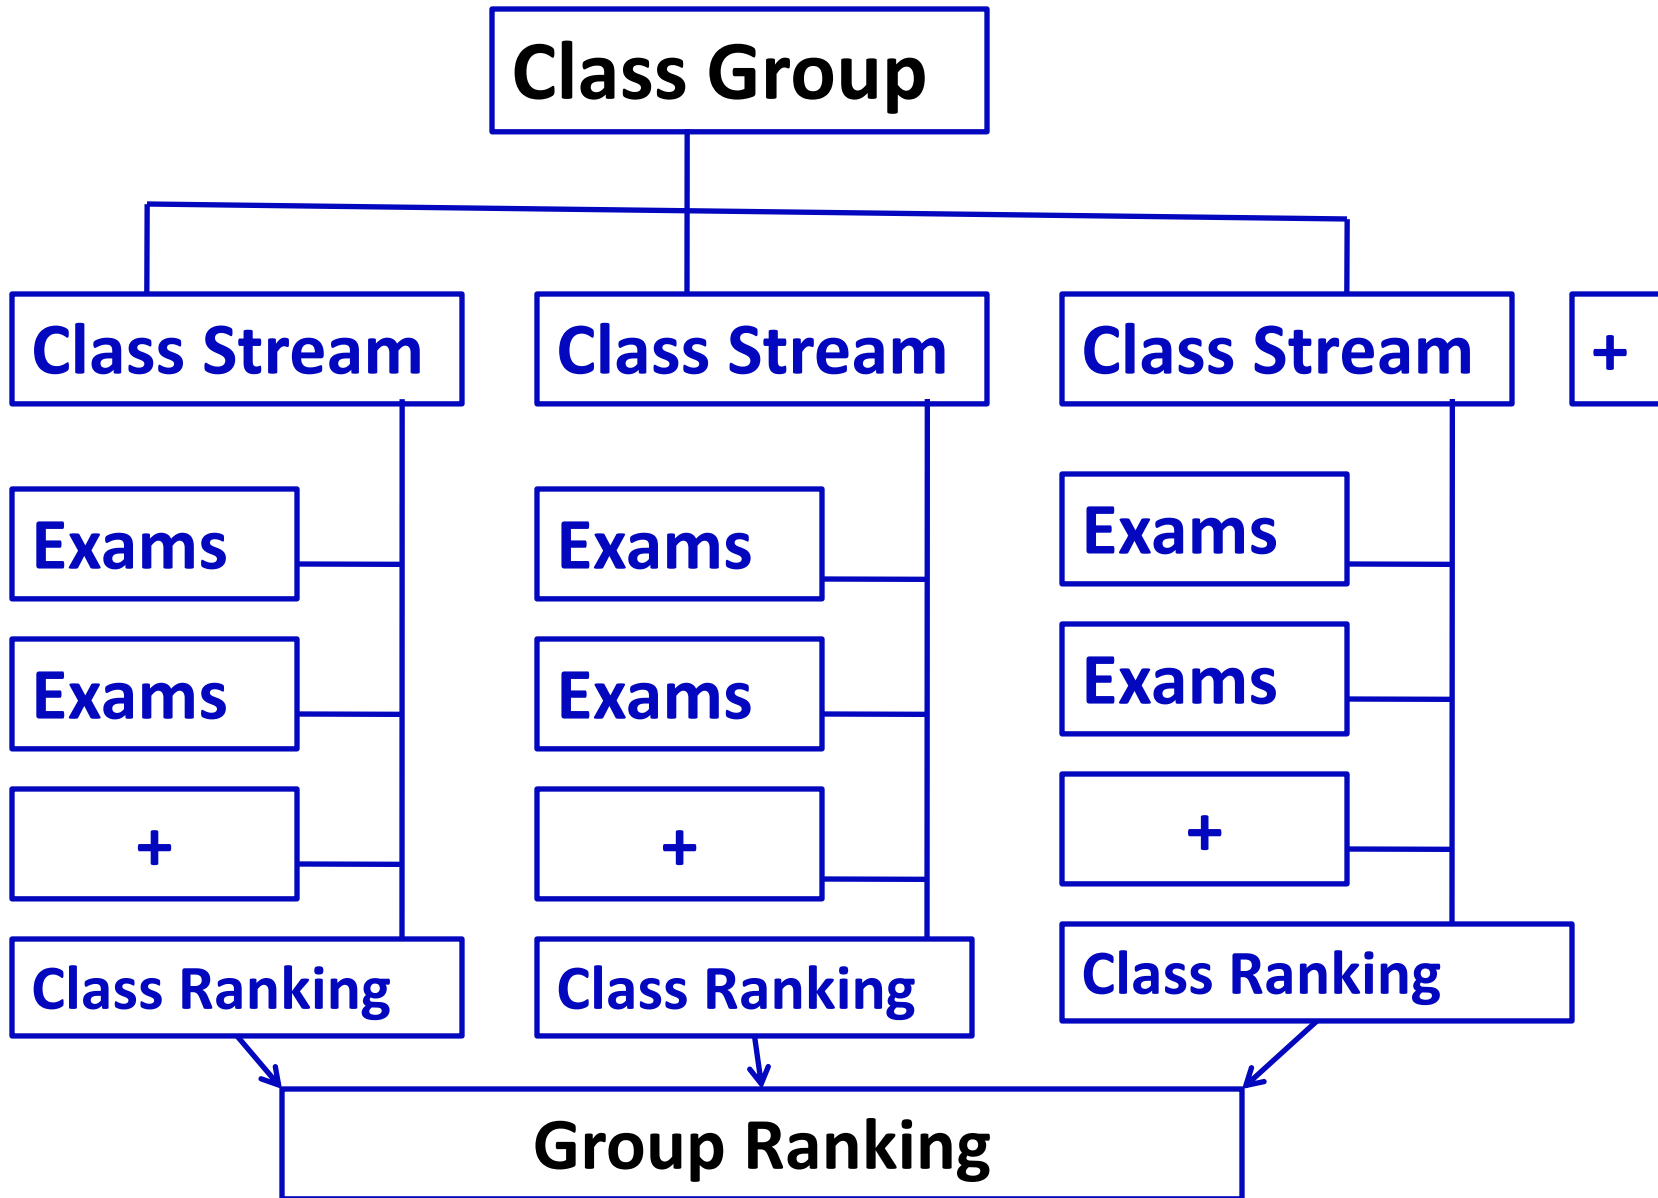 Class Group
Class Stream
Class Stream
Class Stream
+
Exams
Exams
Exams
Exams
Exams
Exams
+
+
+
Class Ranking
Class Ranking
Class Ranking
Group Ranking